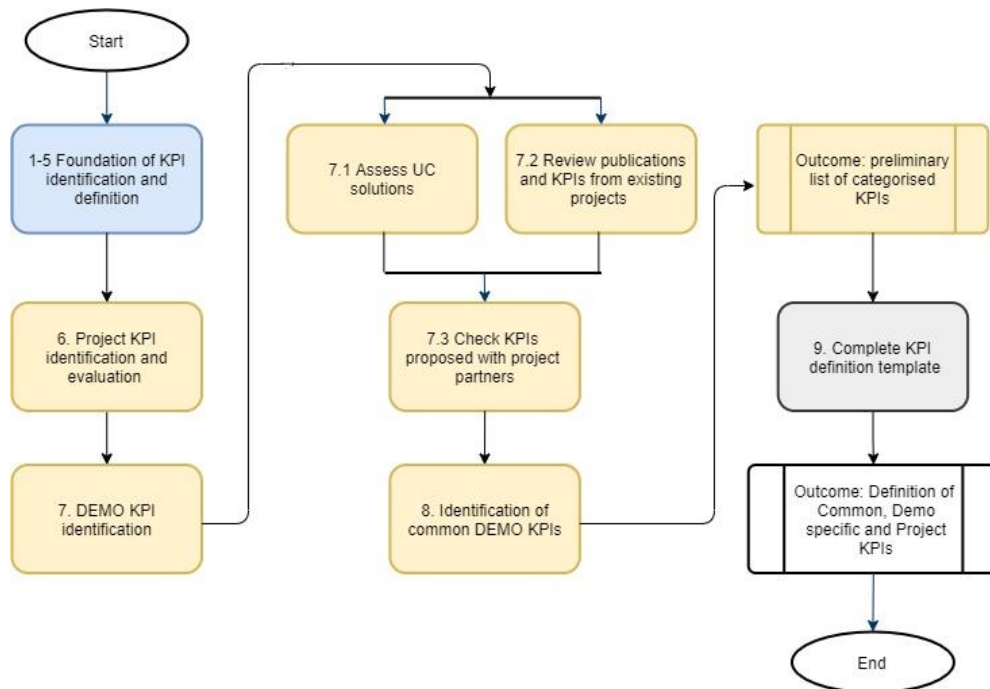 Start
1-5 Foundation of KPI
identification and
definition
6. Project KPI
identification and
evaluation
7. DEMO KPI
identification
7.1 Assess UC
solutions
7.2 Review publications
and KPIs from existing
projects
7.3 Check KPIs
proposed with project
partners
8. Identification of
common DEMO KPIs
Outcome: preliminary
list of categorised
KPIs
9. Complete KPI
definition template
Outcome: Definition of
Common, Demo
specific and Project
KPIs
End